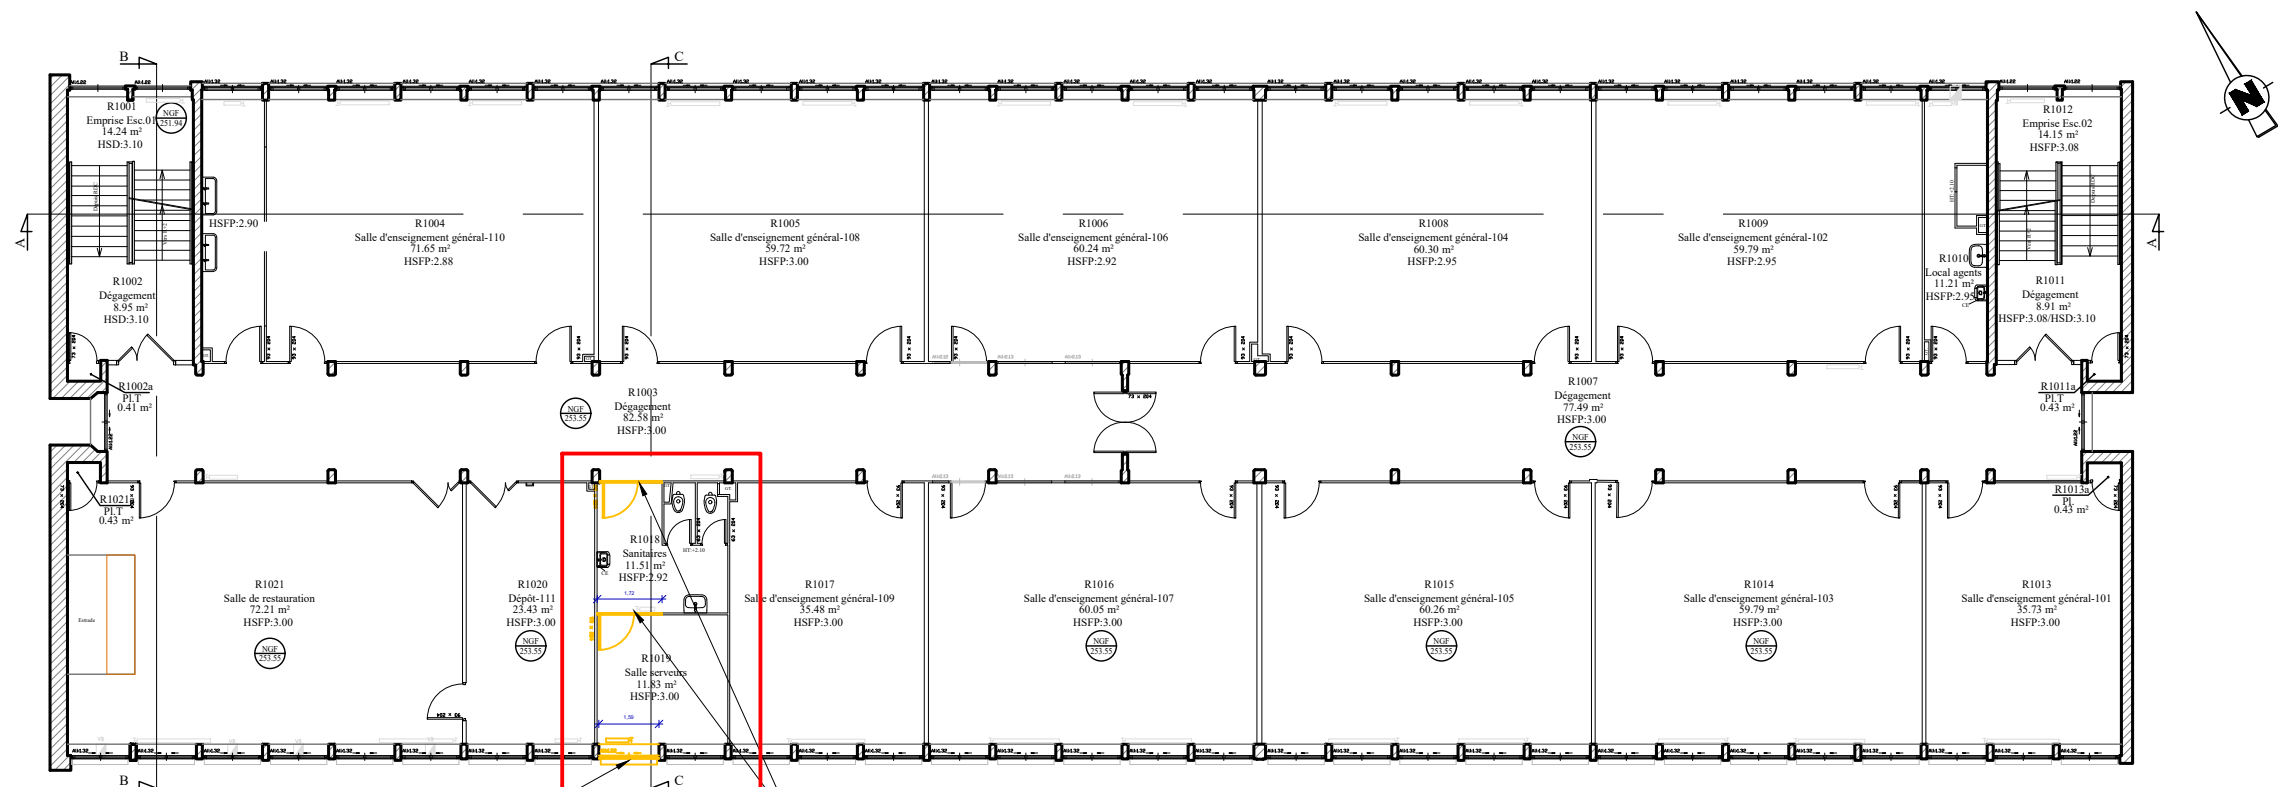 B
C
N
R1001
Emprise Esc.01
14.24 m²
HSD:3.10
NGF
251.94
R1012
Emprise Esc.02
14.15 m²
HSFP:3.08
A
HSFP:2.90
R1004
Salle d'enseignement général-110
71.65 m²
HSFP:2.88
R1005
Salle d'enseignement général-108
59.72 m²
HSFP:3.00
R1006
Salle d'enseignement général-106
60.24 m²
HSFP:2.92
R1008
Salle d'enseignement général-104
60.30 m²
HSFP:2.95
R1009
Salle d'enseignement général-102
59.79 m²
HSFP:2.95
A
R1010
Local agents
11.21 m²
HSFP:2.95
R1002
Dégagement
8.95 m²
HSD:3.10
R1011
Dégagement
8.91 m²
HSFP:3.08/HSD:3.10
R1002a
Pl.T
0.41 m²
NGF
253.55
R1003
Dégagement
82.58 m²
HSFP:3.00
73 x 204
R1007
Dégagement
77.49 m²
HSFP:3.00
NGF
253.55
R1011a
Pl.T
0.43 m²
R1021
Pl.T
0.43 m²
R1013a
Pl.
0.43 m²
R1018
Sanitaires
11.51 m²
HSFP:2.92
HT:+2.10
CE
1,72
Estrade
R1021
Salle de restauration
72.21 m²
HSFP:3.00
NGF
253.55
R1020
Dépôt-111
23.43 m²
HSFP:3.00
NGF
253.55
R1017
Salle d'enseignement général-109
35.48 m²
HSFP:3.00
R1016
Salle d'enseignement général-107
60.05 m²
HSFP:3.00
NGF
253.55
R1015
Salle d'enseignement général-105
60.26 m²
HSFP:3.00
NGF
253.55
R1014
Salle d'enseignement général-103
59.79 m²
HSFP:3.00
NGF
253.55
R1013
Salle d'enseignement général-101
35.73 m²
HSFP:3.00
R1019
Salle serveurs
11.83 m²
HSFP:3.00
1,59
93 x 204
B
C